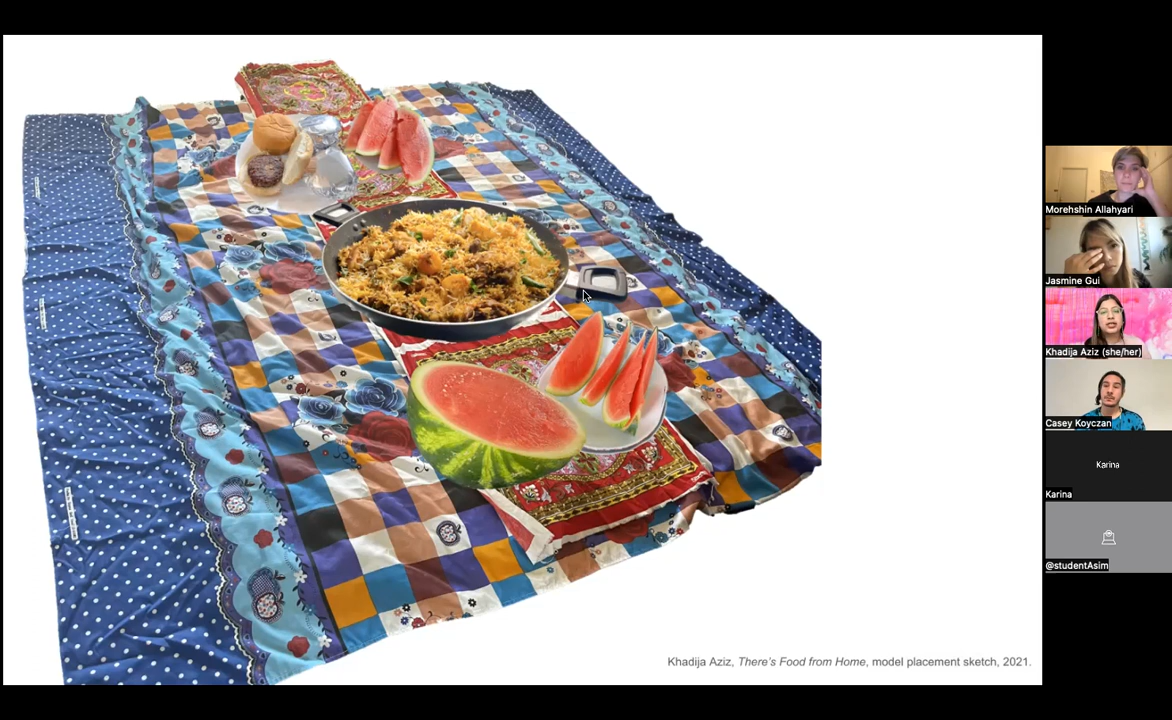 Khadija Aziz, There's Food from Home, model placement sketch, 2021.
Morehshin Allahyari
Jasmine Gui
Khadija Aziz (she/her)
Casey Koyczan
Karina
Karina
@studentAsim